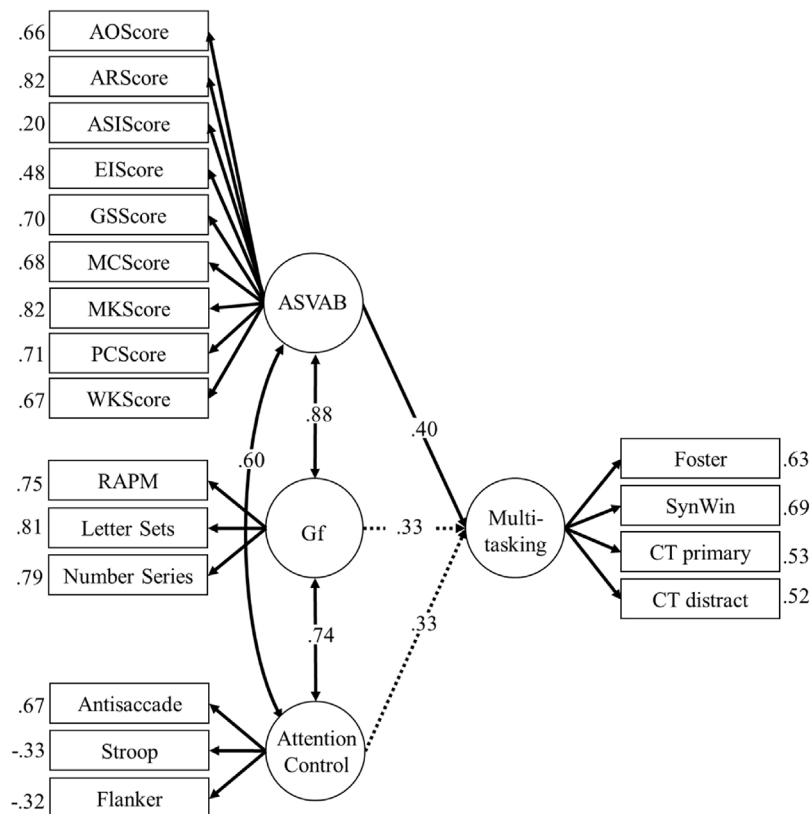 .66 AOScore
.82 ARScore
.20 ASIScore
.48 EIScore
.70 GSScore
.68 MCScore
.82 MKScore
.71 PCScore
.67 WKScore
ASVAB
.88
.40
.60
.75 RAPM
.81 Letter Sets
.79 Number Series
Gf
.33
Multi-
tasking
Foster .63
SynWin .69
CT primary .53
CT distract .52
.74
.33
.67 Antisaccade
-.33 Stroop
-.32 Flanker
Attention
Control